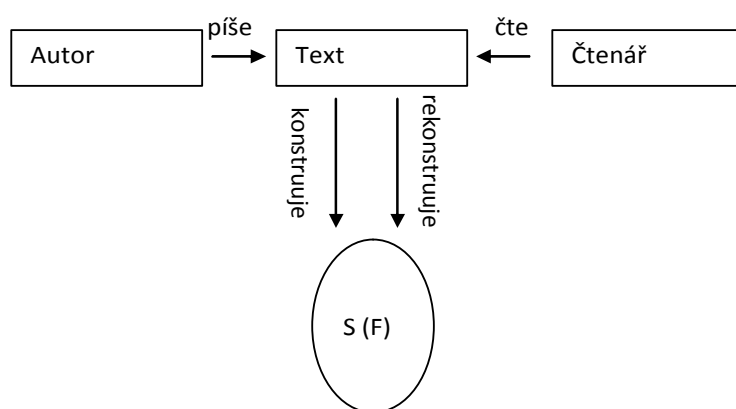 píše
čte
Autor
Text
Čtenář
konstruuje
rekonstruuje
S (F)